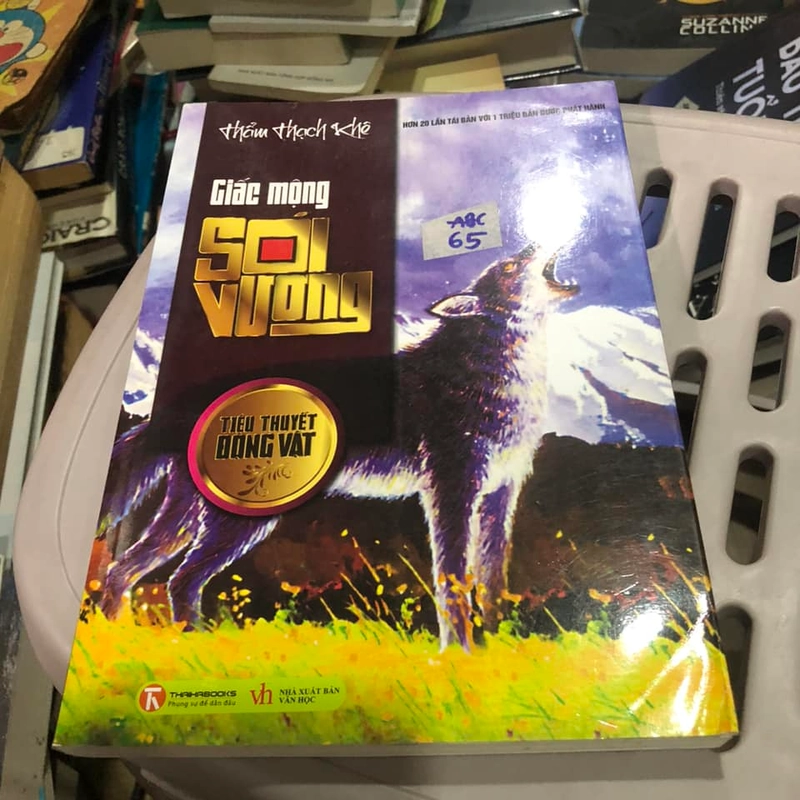 SUZANNE
COLLIN
Thẩm Thạch Khê
HƠN 20 LẦN TÁI BẢN VỚI 1 TRIỆU BẢN ĐƯỢC PHÁT HÀNH
Giấc mộng
SÓI
VƯƠNG
ABC
65
TIỂU THUYẾT
ĐỘNG VẬT
CRAIG
THAIHABOOKS
Phụng sự để dẫn đầu
vh
NHÀ XUẤT BẢN
VĂN HỌC